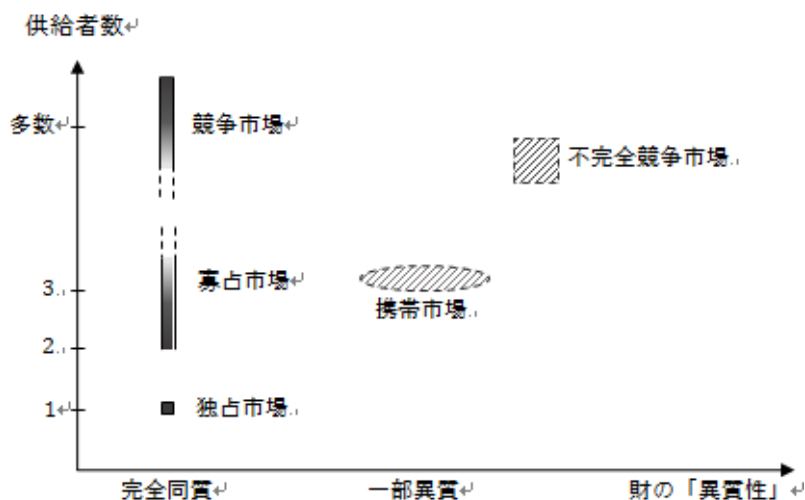 供給者数
多数
競争市場
不完全競争市場
3
寡占市場
携帯市場
2
1
独占市場
完全同質
一部異質
財の「異質性」